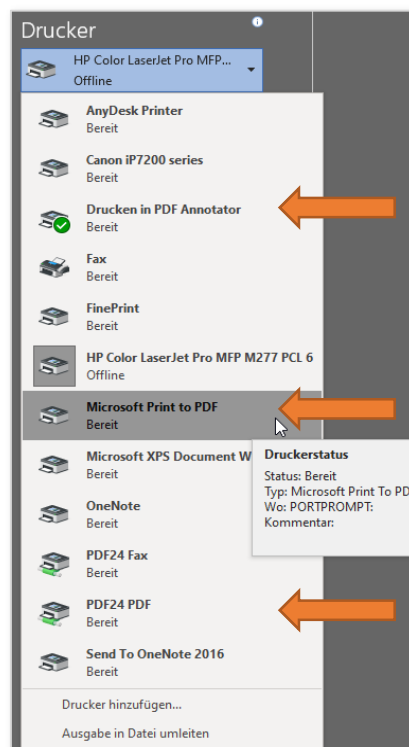 Drucker
HP Color LaserJet Pro MFP...
Offline
AnyDesk Printer
Bereit
Canon iP7200 series
Bereit
Drucken in PDF Annotator
Bereit
Fax
Bereit
FinePrint
Bereit
HP Color LaserJet Pro MFP M277 PCL 6
Offline
Microsoft Print to PDF
Bereit
Microsoft XPS Document W
Bereit
Druckerstatus
Status: Bereit
Typ: Microsoft Print To PD
Wo: PORTPROMPT:
Kommentar:
OneNote
Bereit
PDF24 Fax
Bereit
PDF24 PDF
Bereit
Send To OneNote 2016
Bereit
Drucker hinzufügen...
Ausgabe in Datei umleiten